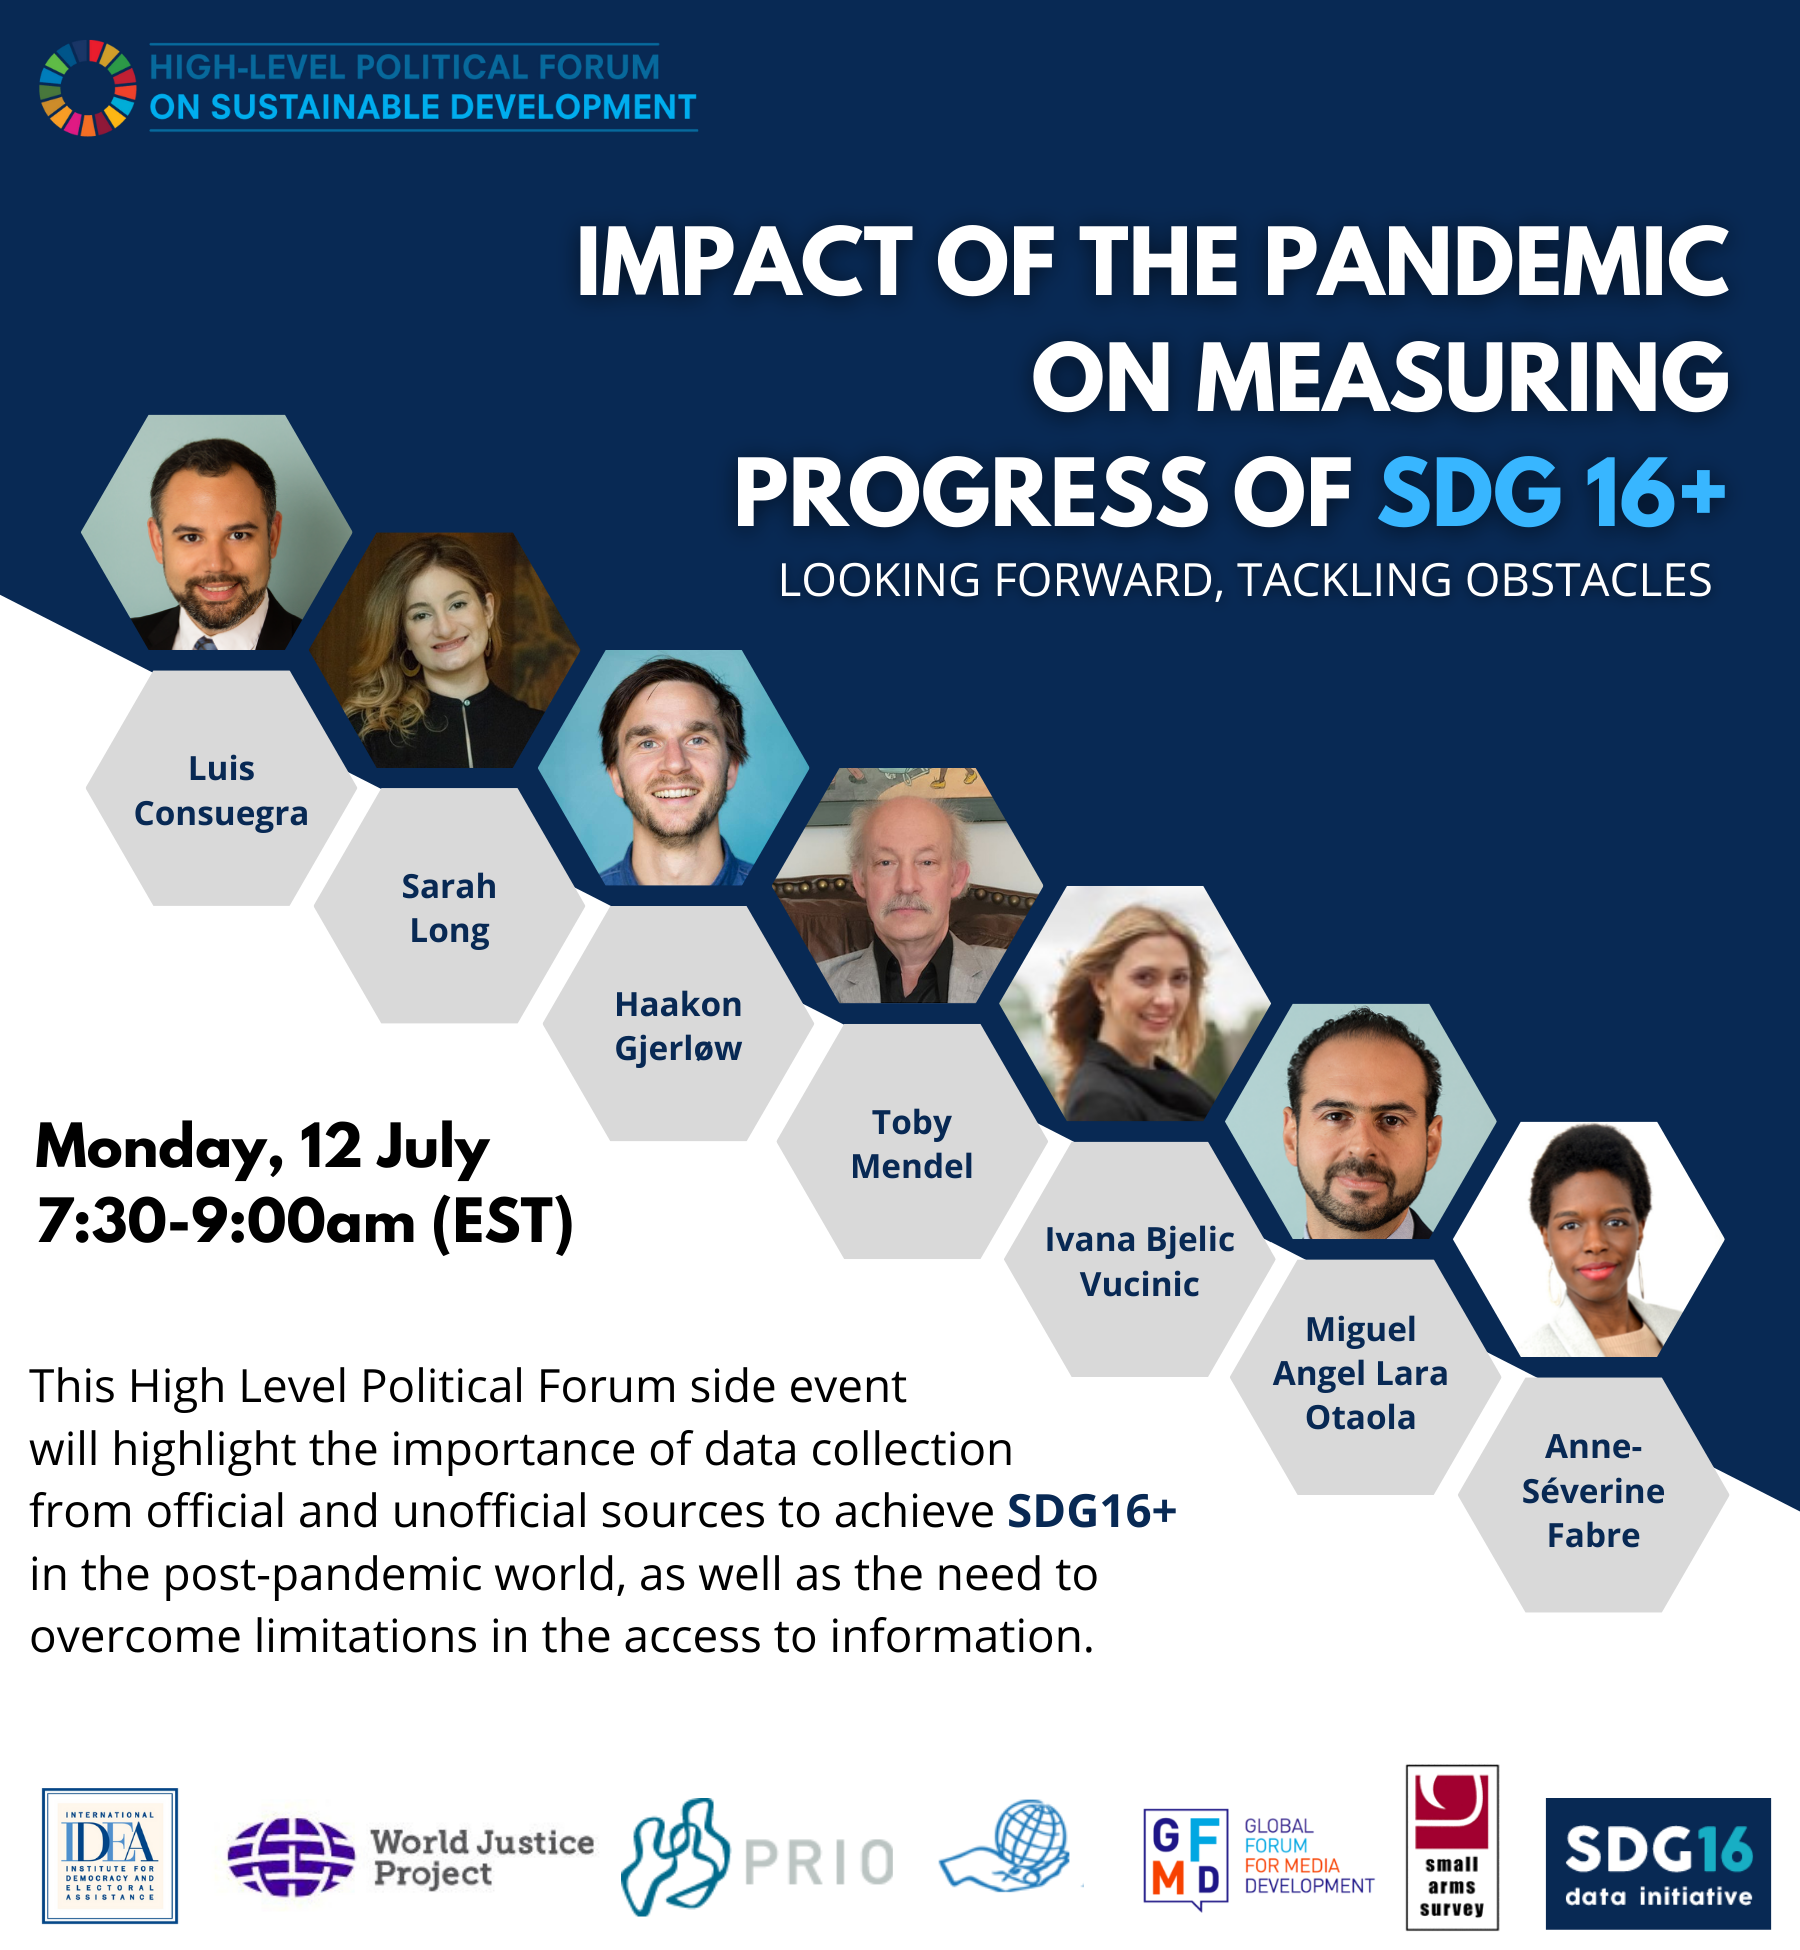 HIGH-LEVEL POLITICAL FORUM
ON SUSTAINABLE DEVELOPMENT
IMPACT OF THE PANDEMIC
ON MEASURING
PROGRESS OF SDG 16+
LOOKING FORWARD, TACKLING OBSTACLES
Luis
Consuegra
Sarah
Long
Haakon
Gjerløw
Toby
Mendel
Ivana Bjelic
Vucinic
Miguel
Angel Lara
Otaola
Anne-
Séverine
Fabre
Monday, 12 July
7:30-9:00am (EST)
This High Level Political Forum side event
will highlight the importance of data collection
from official and unofficial sources to achieve SDG16+
in the post-pandemic world, as well as the need to
overcome limitations in the access to information.
INTERNATIONAL
IDEA
INSTITUTE FOR
DEMOCRACY AND
ELECTORAL
ASSISTANCE
World Justice
Project
PRIO
GF
MD
GLOBAL
FORUM
FOR MEDIA
DEVELOPMENT
small
arms
survey
SDG16
data initiative